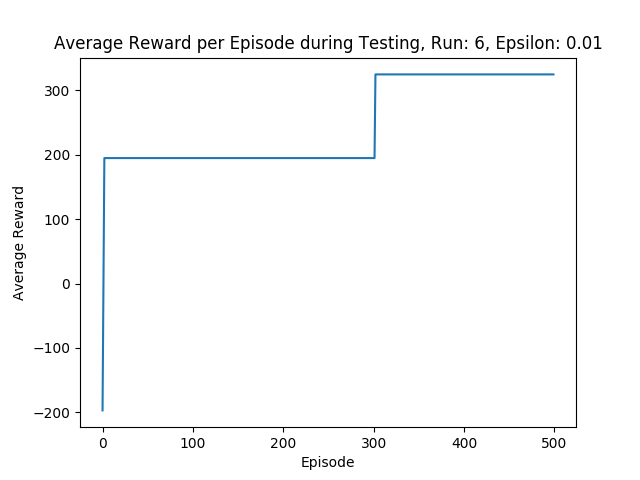 Average Reward per Episode during Testing, Run: 6, Epsilon: 0.01
300
200
100
0
−100
−200
Average Reward
0 100 200 300 400 500
Episode